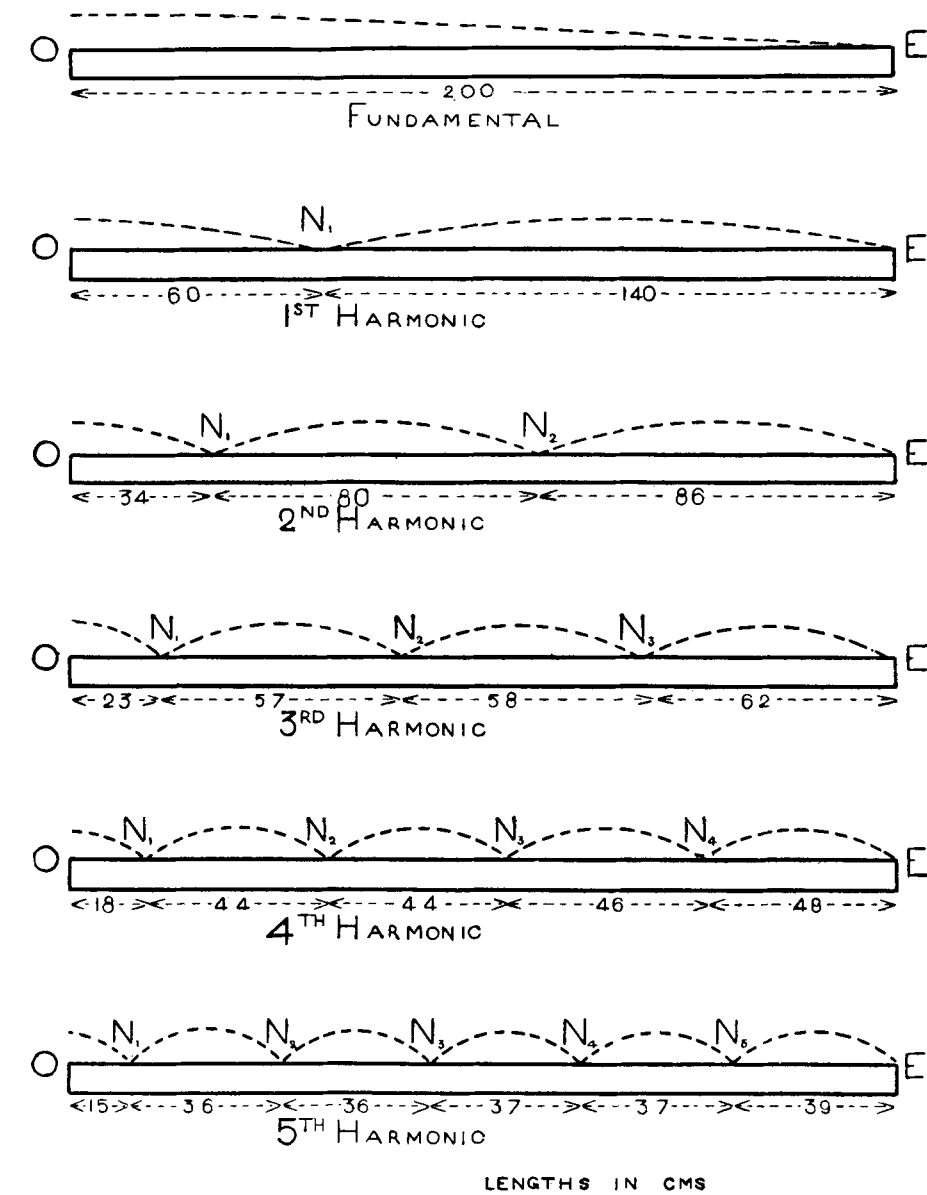 O E
200
FUNDAMENTAL
N₁
O E
60 140
1ST HARMONIC
N₁ N₂
O E
34 80 86
2ND HARMONIC
N₁ N₂ N₃
O E
23 57 58 62
3RD HARMONIC
N₁ N₂ N₃ N₄
O E
18 44 44 46 48
4TH HARMONIC
N₁ N₂ N₃ N₄ N₅
O E
15 36 36 37 37 39
5TH HARMONIC
LENGTHS IN CMS